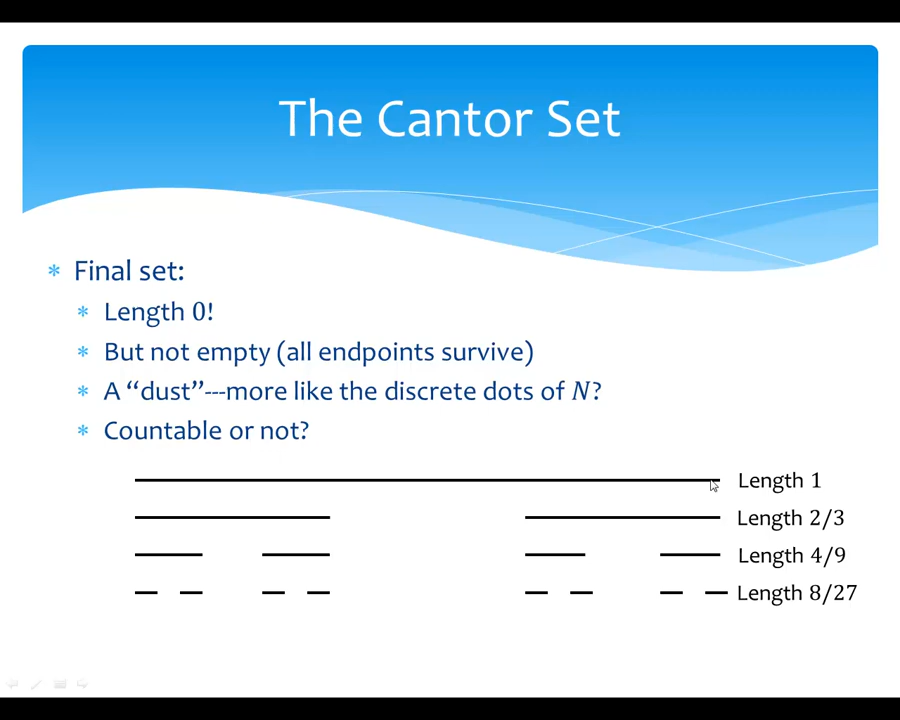 The Cantor Set
* Final set:
* Length 0!
* But not empty (all endpoints survive)
* A “dust”---more like the discrete dots of N?
* Countable or not?
Length 1
Length 2/3
Length 4/9
Length 8/27